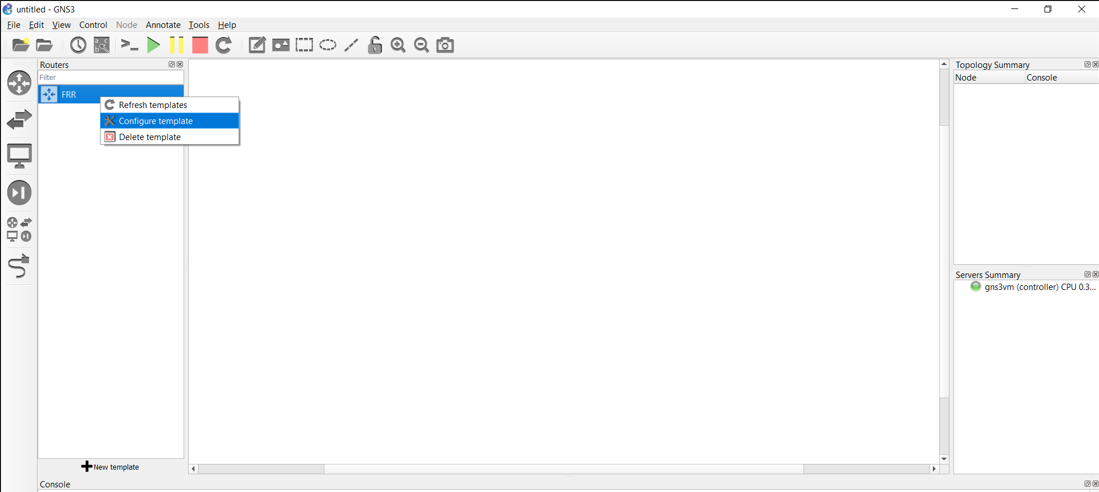 untitled - GNS3
File Edit View Control Node Annotate Tools Help
Routers
Filter
FRR
Refresh templates
Configure template
Delete template
New template
Topology Summary
Node Console
Servers Summary
gns3vm (controller) CPU 0.3...
Console